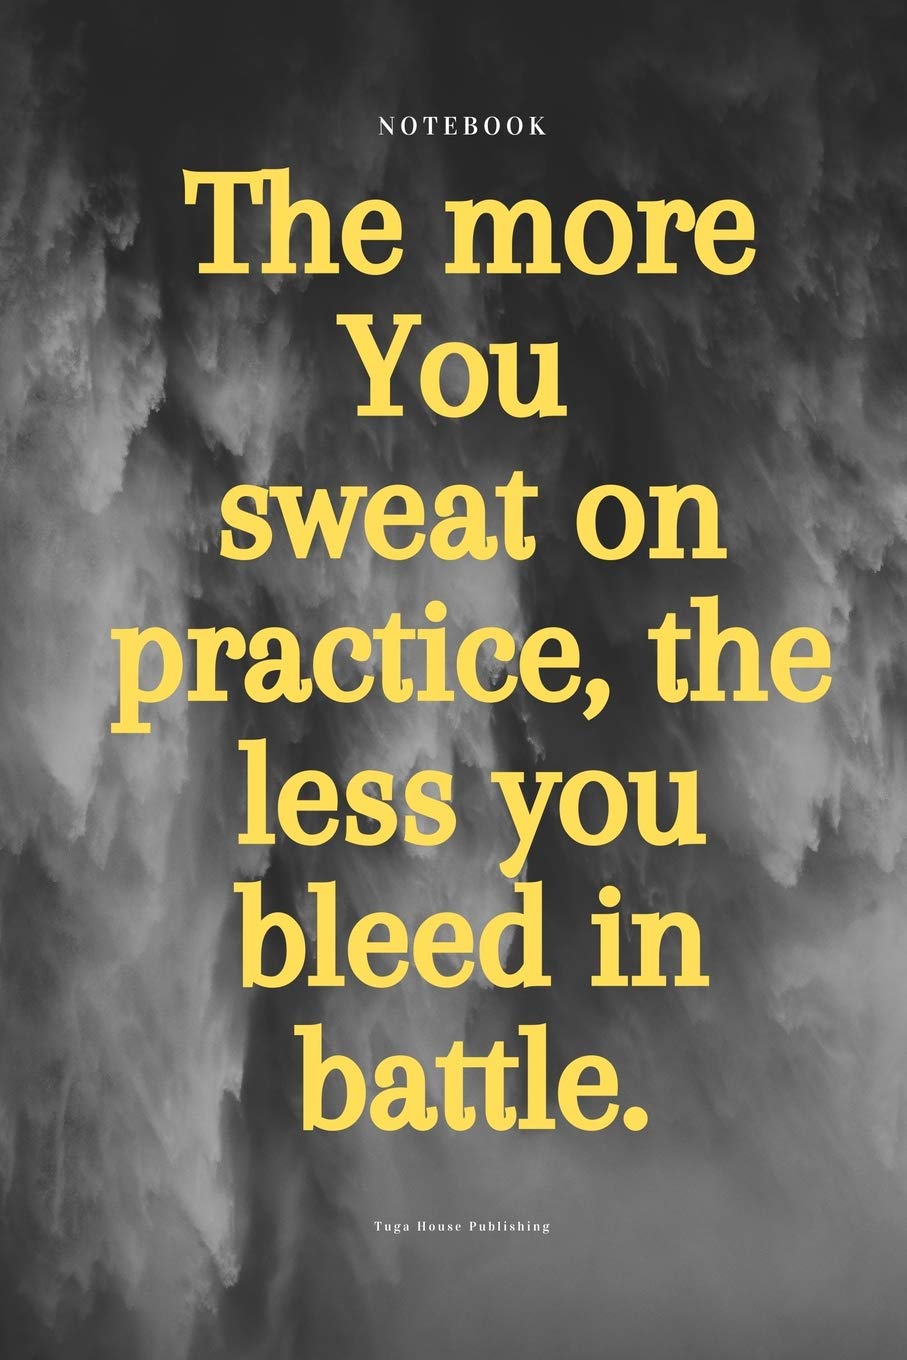 NOTEBOOK
The more
You
sweat on
practice, the
less you
bleed in
battle.
Tuga House Publishing